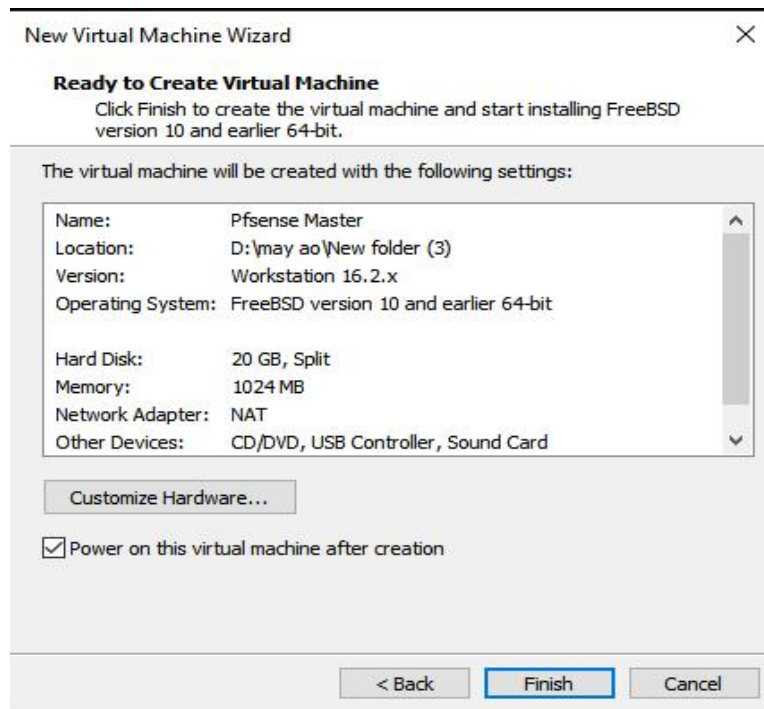 New Virtual Machine Wizard
Ready to Create Virtual Machine
Click Finish to create the virtual machine and start installing FreeBSD
version 10 and earlier 64-bit.
The virtual machine will be created with the following settings:
Name: Pfsense Master
Location: D:\may ao\New folder (3)
Version: Workstation 16.2.x
Operating System: FreeBSD version 10 and earlier 64-bit
Hard Disk: 20 GB, Split
Memory: 1024 MB
Network Adapter: NAT
Other Devices: CD/DVD, USB Controller, Sound Card
Customize Hardware...
Power on this virtual machine after creation
< Back Finish Cancel